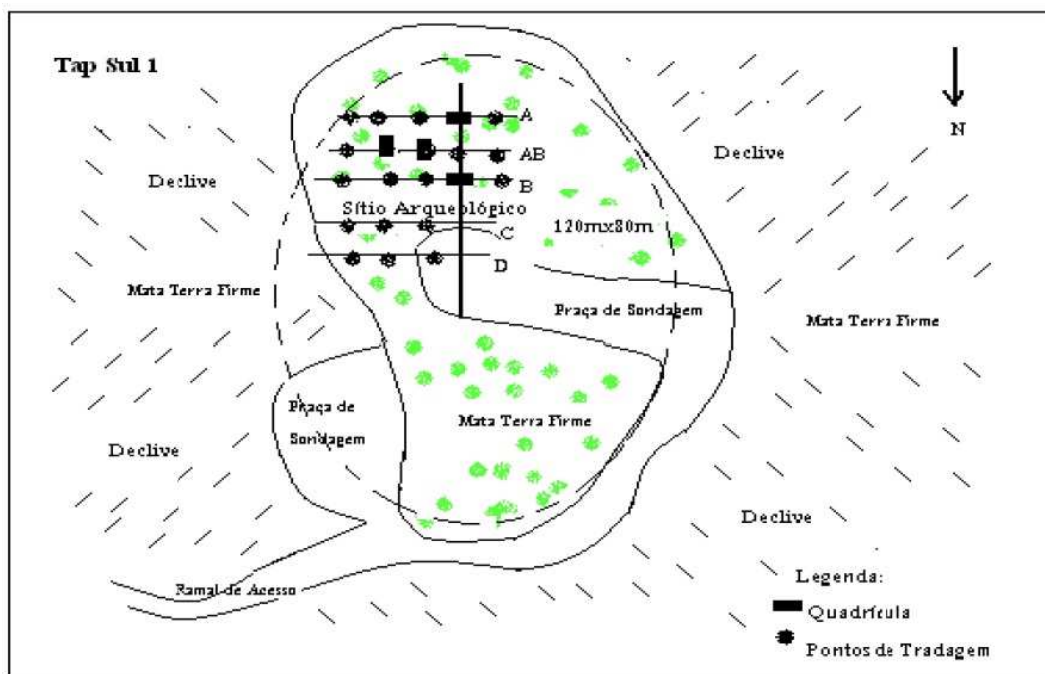 Tap Sul 1
N
A
AB
B
C
D
Declive
Declive
Sítio Arqueológico
120mx80m
Mata Terra Firme
Praça de Sondagem
Mata Terra Firme
Praça de
Sondagem
Mata Terra Firme
Declive
Declive
Ramal de Acesso
Legenda:
Quadrícula
Pontos de Tradagem